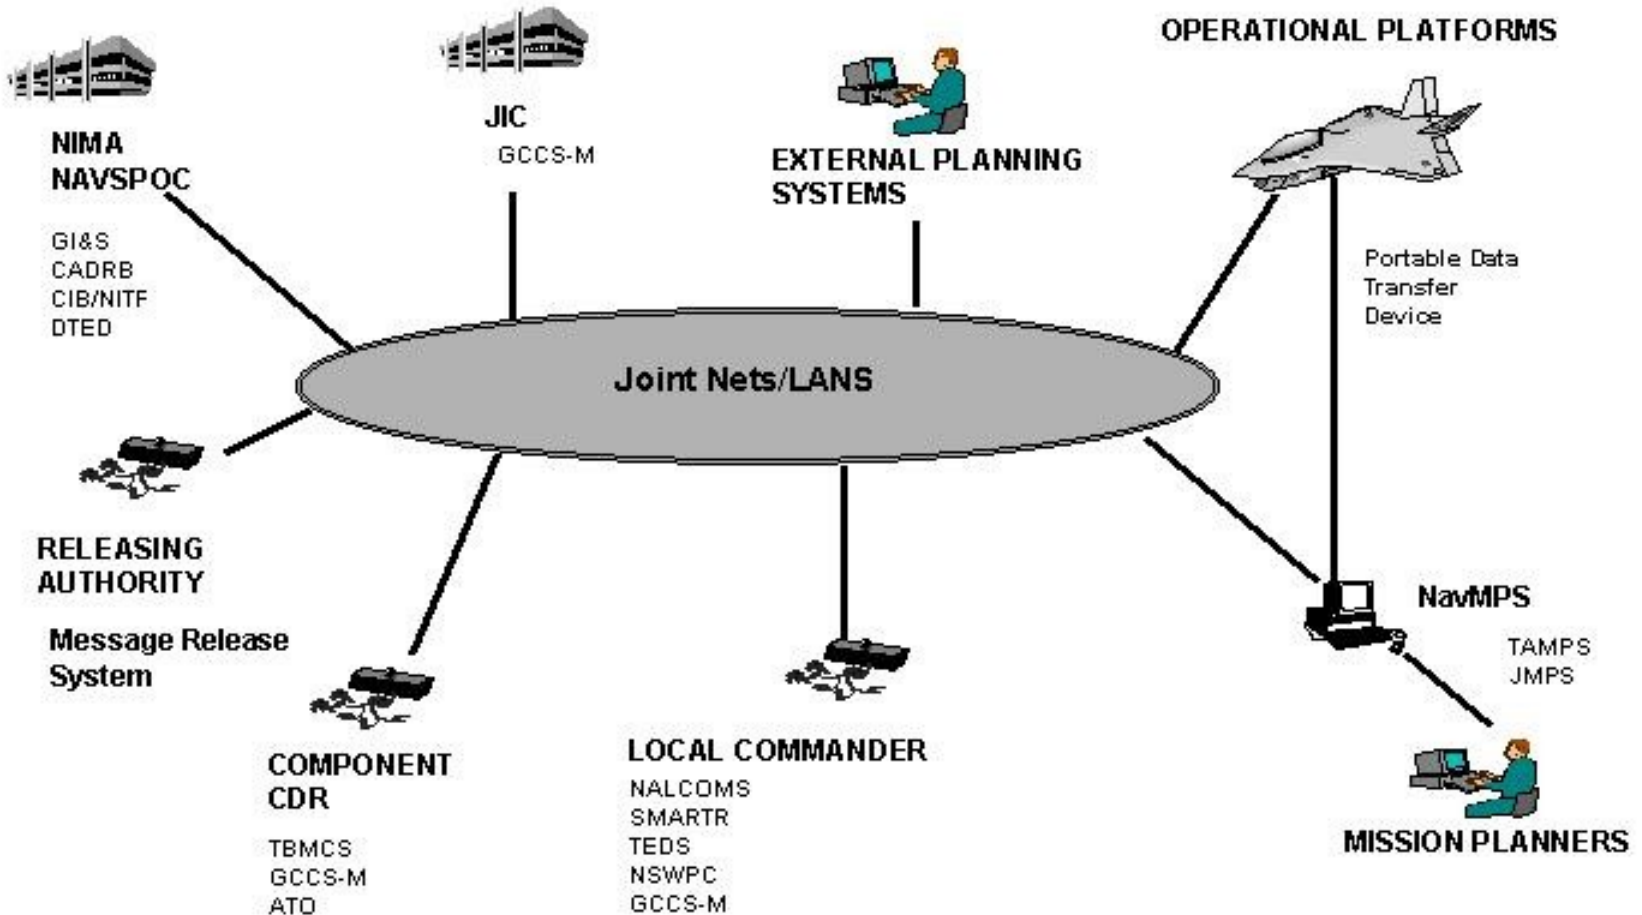 OPERATIONAL PLATFORMS
JIC
GCCS-M
NIMA
NAVSPOC
GI&S
CADRB
CIB/NITF
DTED
EXTERNAL PLANNING
SYSTEMS
Portable Data
Transfer
Device
Joint Nets/LANS
RELEASING
AUTHORITY
Message Release
System
COMPONENT
CDR
TBMCS
GCCS-M
ATO
LOCAL COMMANDER
NALCOMS
SMARTR
TEDS
NSWPC
GCCS-M
NavMPS
TAMPS
JMPS
MISSION PLANNERS